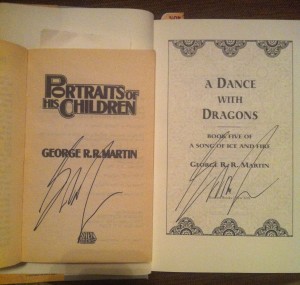 PORTRAITS OF
HIS CHILDREN
GEORGE R.R. MARTIN
A DANCE
WITH
DRAGONS
BOOK FIVE OF
A SONG OF ICE AND FIRE
GEORGE R. R. MARTIN